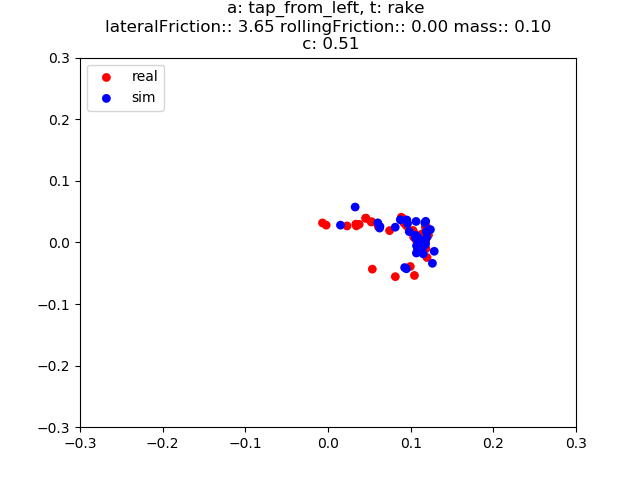 a: tap_from_left, t: rake
lateralFriction:: 3.65 rollingFriction:: 0.00 mass:: 0.10
c: 0.51
real
sim
0.3
0.2
0.1
0.0
−0.1
−0.2
−0.3
−0.3 −0.2 −0.1 0.0 0.1 0.2 0.3